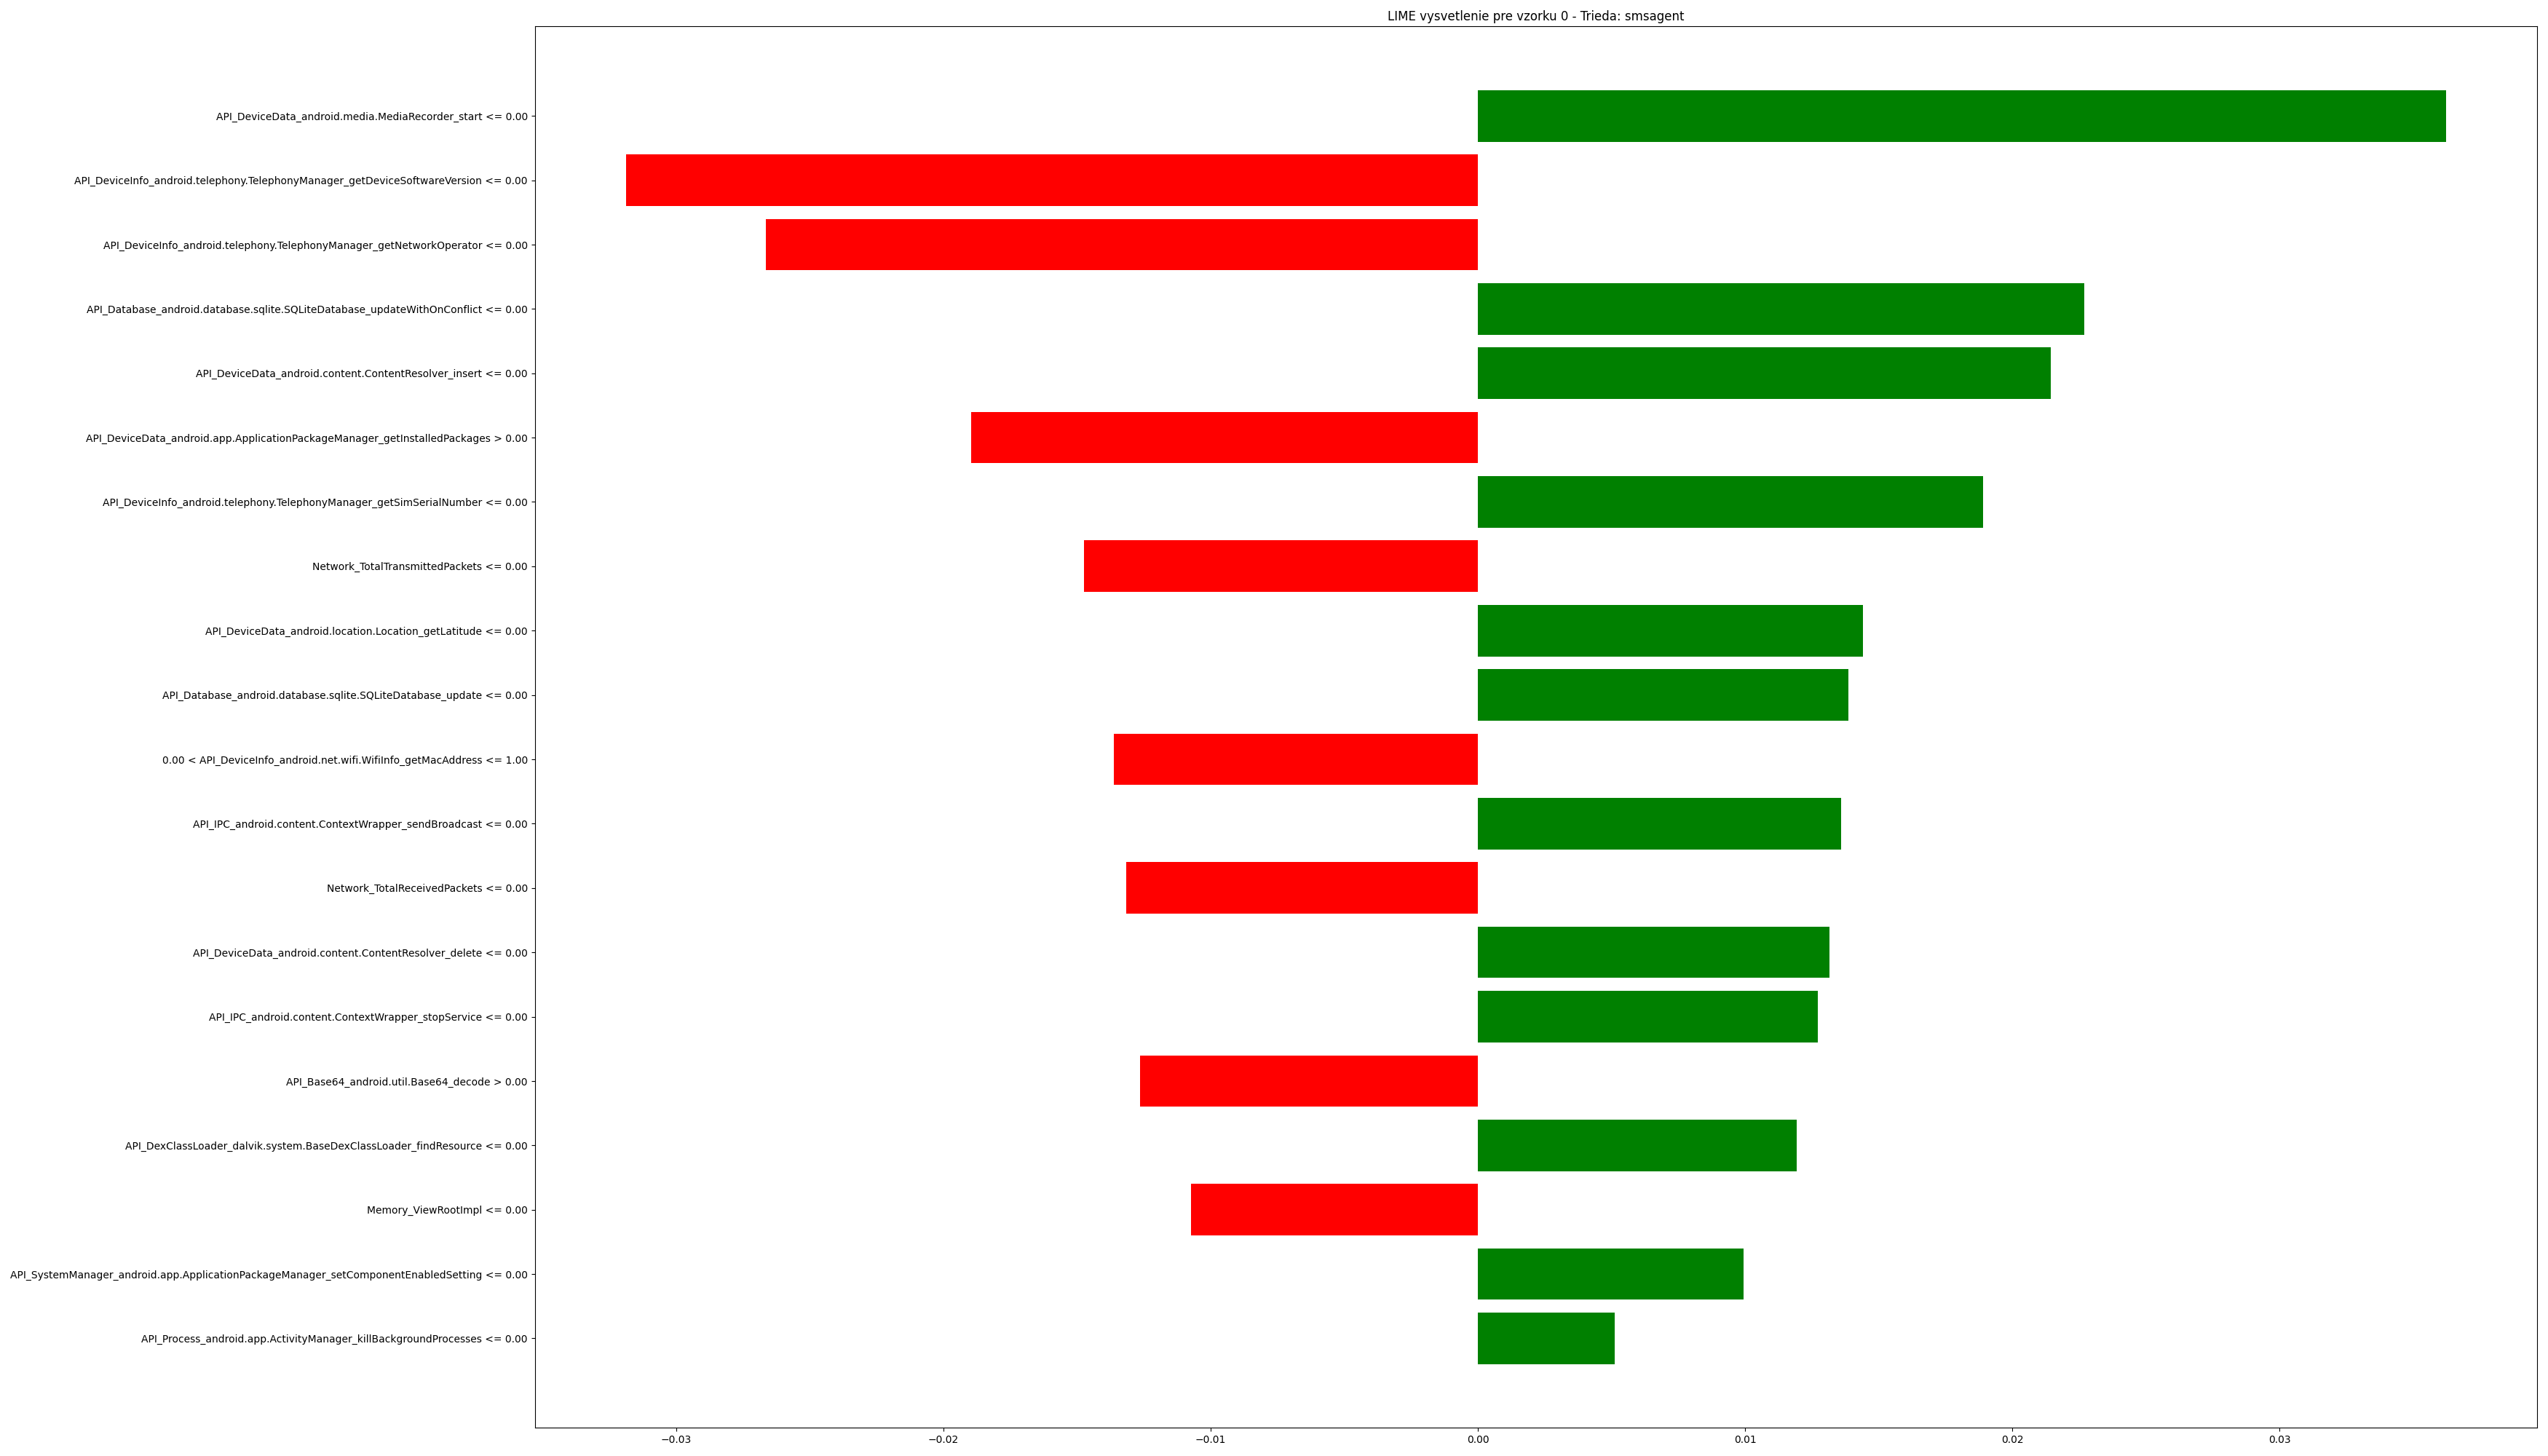 LIME vysvetlenie pre vzorku 0 - Trieda: smsagent
API_DeviceData_android.media.MediaRecorder_start <= 0.00
API_DeviceInfo_android.telephony.TelephonyManager_getDeviceSoftwareVersion <= 0.00
API_DeviceInfo_android.telephony.TelephonyManager_getNetworkOperator <= 0.00
API_Database_android.database.sqlite.SQLiteDatabase_updateWithOnConflict <= 0.00
API_DeviceData_android.content.ContentResolver_insert <= 0.00
API_DeviceData_android.app.ApplicationPackageManager_getInstalledPackages > 0.00
API_DeviceInfo_android.telephony.TelephonyManager_getSimSerialNumber <= 0.00
Network_TotalTransmittedPackets <= 0.00
API_DeviceData_android.location.Location_getLatitude <= 0.00
API_Database_android.database.sqlite.SQLiteDatabase_update <= 0.00
0.00 < API_DeviceInfo_android.net.wifi.WifiInfo_getMacAddress <= 1.00
API_IPC_android.content.ContextWrapper_sendBroadcast <= 0.00
Network_TotalReceivedPackets <= 0.00
API_DeviceData_android.content.ContentResolver_delete <= 0.00
API_IPC_android.content.ContextWrapper_stopService <= 0.00
API_Base64_android.util.Base64_decode > 0.00
API_DexClassLoader_dalvik.system.BaseDexClassLoader_findResource <= 0.00
Memory_ViewRootImpl <= 0.00
API_SystemManager_android.app.ApplicationPackageManager_setComponentEnabledSetting <= 0.00
API_Process_android.app.ActivityManager_killBackgroundProcesses <= 0.00
−0.03 −0.02 −0.01 0.00 0.01 0.02 0.03